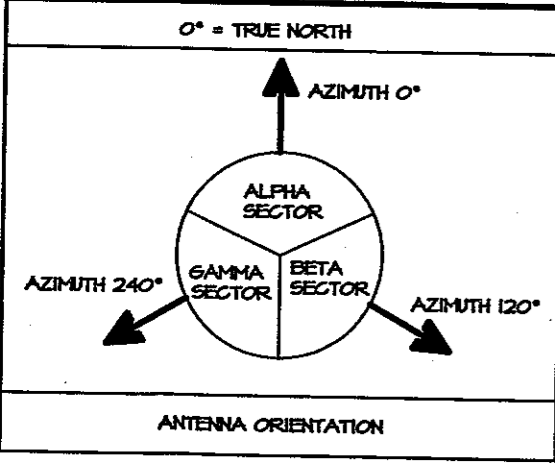 0° = TRUE NORTH
AZIMUTH 0°
ALPHA
SECTOR
GAMMA
SECTOR
BETA
SECTOR
AZIMUTH 240°
AZIMUTH 120°
ANTENNA ORIENTATION